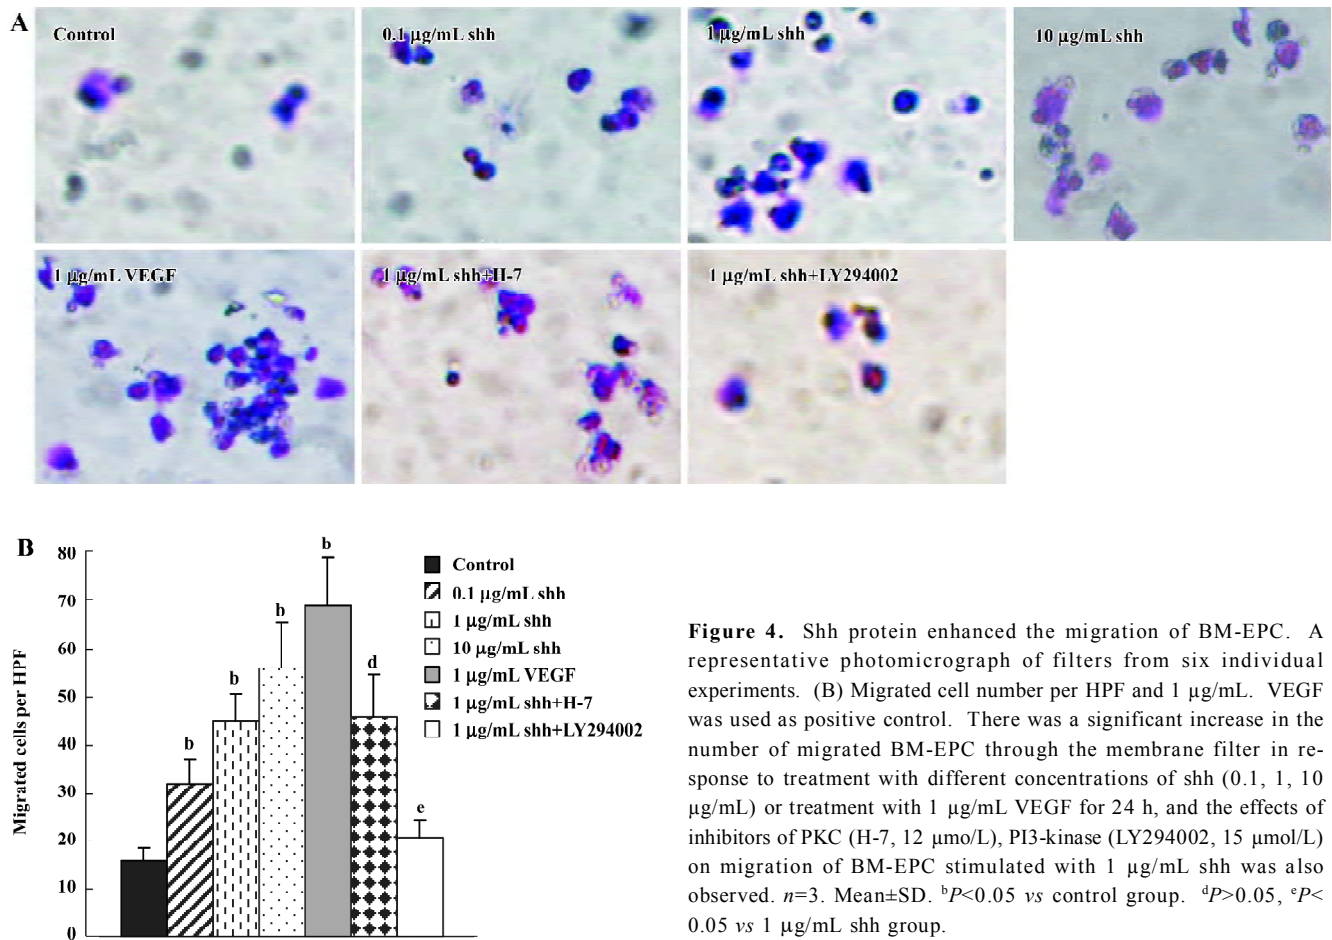 A
Control
0.1 µg/mL shh
1 µg/mL shh
10 µg/mL shh
1 µg/mL VEGF
1 µg/mL shh+H-7
1 µg/mL shh+LY294002
B
Migrated cells per HPF
80
70
60
50
40
30
20
10
0
b
b
b
b
d
e
Control
0.1 µg/mL shh
1 µg/mL shh
10 µg/mL shh
1 µg/mL VEGF
1 µg/mL shh+H-7
1 µg/mL shh+LY294002
Figure 4. Shh protein enhanced the migration of BM-EPC. A
representative photomicrograph of filters from six individual
experiments. (B) Migrated cell number per HPF and 1 µg/mL. VEGF
was used as positive control. There was a significant increase in the
number of migrated BM-EPC through the membrane filter in re-
sponse to treatment with different concentrations of shh (0.1, 1, 10
µg/mL) or treatment with 1 µg/mL VEGF for 24 h, and the effects of
inhibitors of PKC (H-7, 12 µmo/L), PI3-kinase (LY294002, 15 µmol/L)
on migration of BM-EPC stimulated with 1 µg/mL shh was also
observed. n=3. Mean±SD. ᵇP<0.05 vs control group. ᵈP>0.05, ᵉP<
0.05 vs 1 µg/mL shh group.